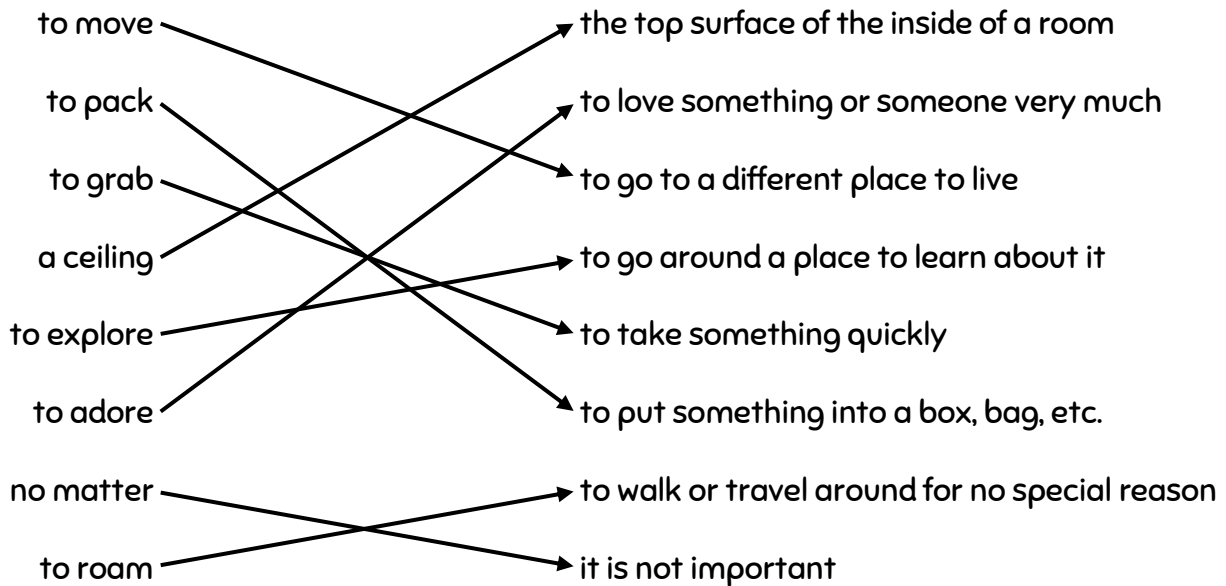 to move
the top surface of the inside of a room
to pack
to love something or someone very much
to grab
to go to a different place to live
a ceiling
to go around a place to learn about it
to explore
to take something quickly
to adore
to put something into a box, bag, etc.
no matter
to walk or travel around for no special reason
to roam
it is not important